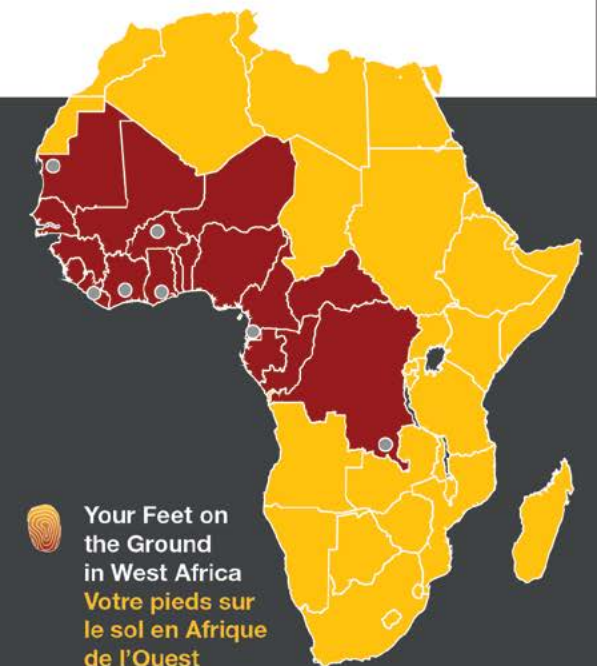 Your Feet on
the Ground
in West Africa
Votre pieds sur
le sol en Afrique
de l'Ouest